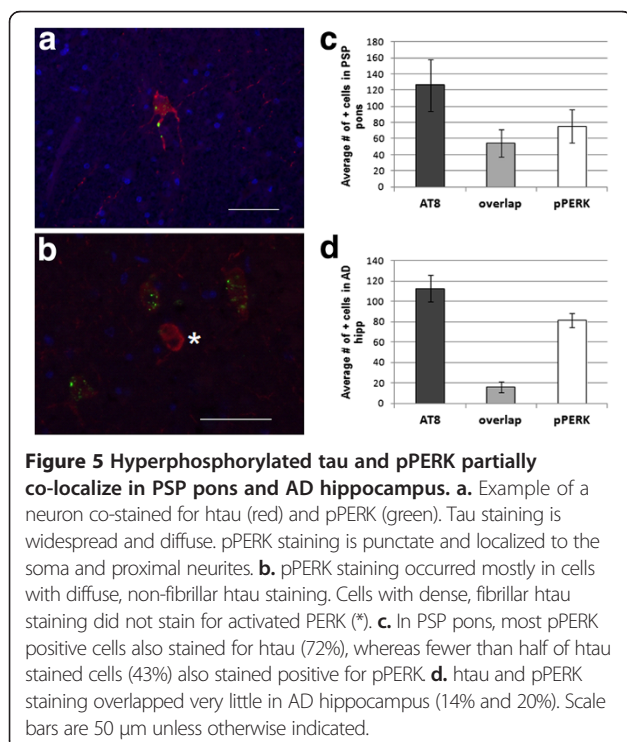 a
*
b
c
Average # of + cells in PSP
pons
180
160
140
120
100
80
60
40
20
0
AT8 overlap pPERK
d
Average # of + cells in AD
hipp
140
120
100
80
60
40
20
0
AT8 overlap pPERK
Figure 5 Hyperphosphorylated tau and pPERK partially
co-localize in PSP pons and AD hippocampus. a. Example of a
neuron co-stained for htau (red) and pPERK (green). Tau staining is
widespread and diffuse. pPERK staining is punctate and localized to the
soma and proximal neurites. b. pPERK staining occurred mostly in cells
with diffuse, non-fibrillar htau staining. Cells with dense, fibrillar htau
staining did not stain for activated PERK (*). c. In PSP pons, most pPERK
positive cells also stained for htau (72%), whereas fewer than half of htau
stained cells (43%) also stained positive for pPERK. d. htau and pPERK
staining overlapped very little in AD hippocampus (14% and 20%). Scale
bars are 50 μm unless otherwise indicated.